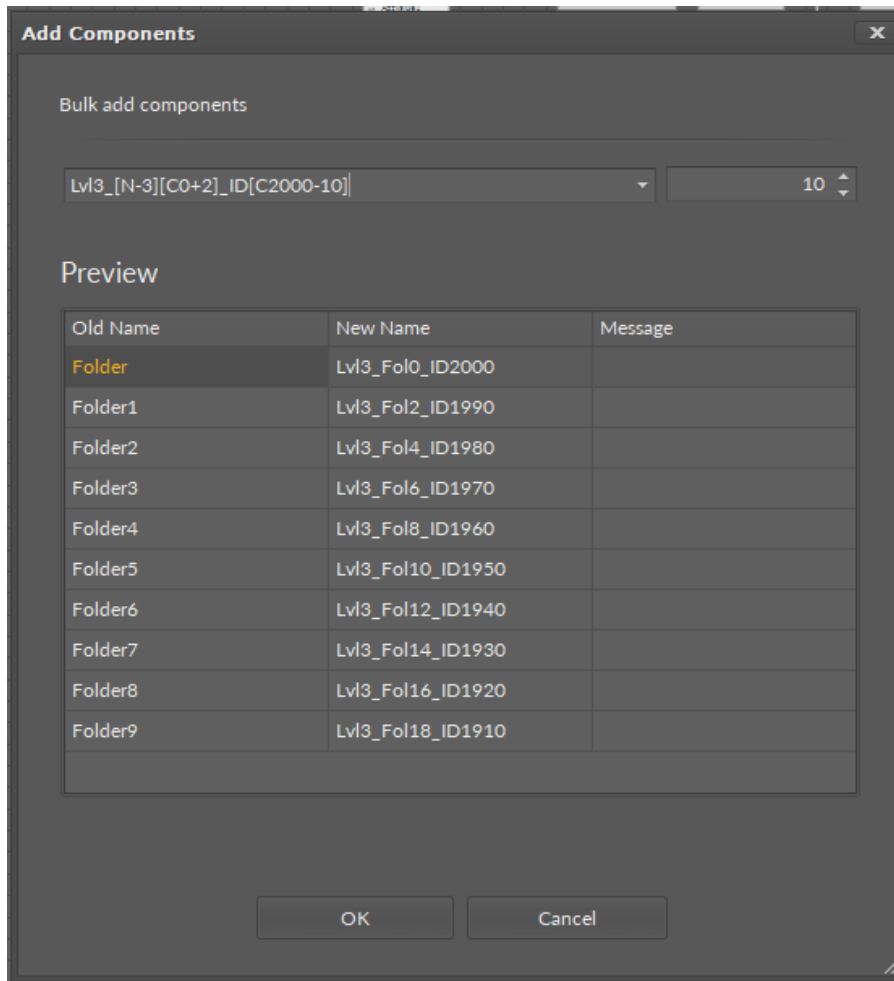 Add Components
Bulk add components
Lvl3_[N-3][C0+2]_ID[C2000-10] 10
Preview
Old Name New Name Message
Folder Lvl3_Fol0_ID2000
Folder1 Lvl3_Fol2_ID1990
Folder2 Lvl3_Fol4_ID1980
Folder3 Lvl3_Fol6_ID1970
Folder4 Lvl3_Fol8_ID1960
Folder5 Lvl3_Fol10_ID1950
Folder6 Lvl3_Fol12_ID1940
Folder7 Lvl3_Fol14_ID1930
Folder8 Lvl3_Fol16_ID1920
Folder9 Lvl3_Fol18_ID1910
OK Cancel